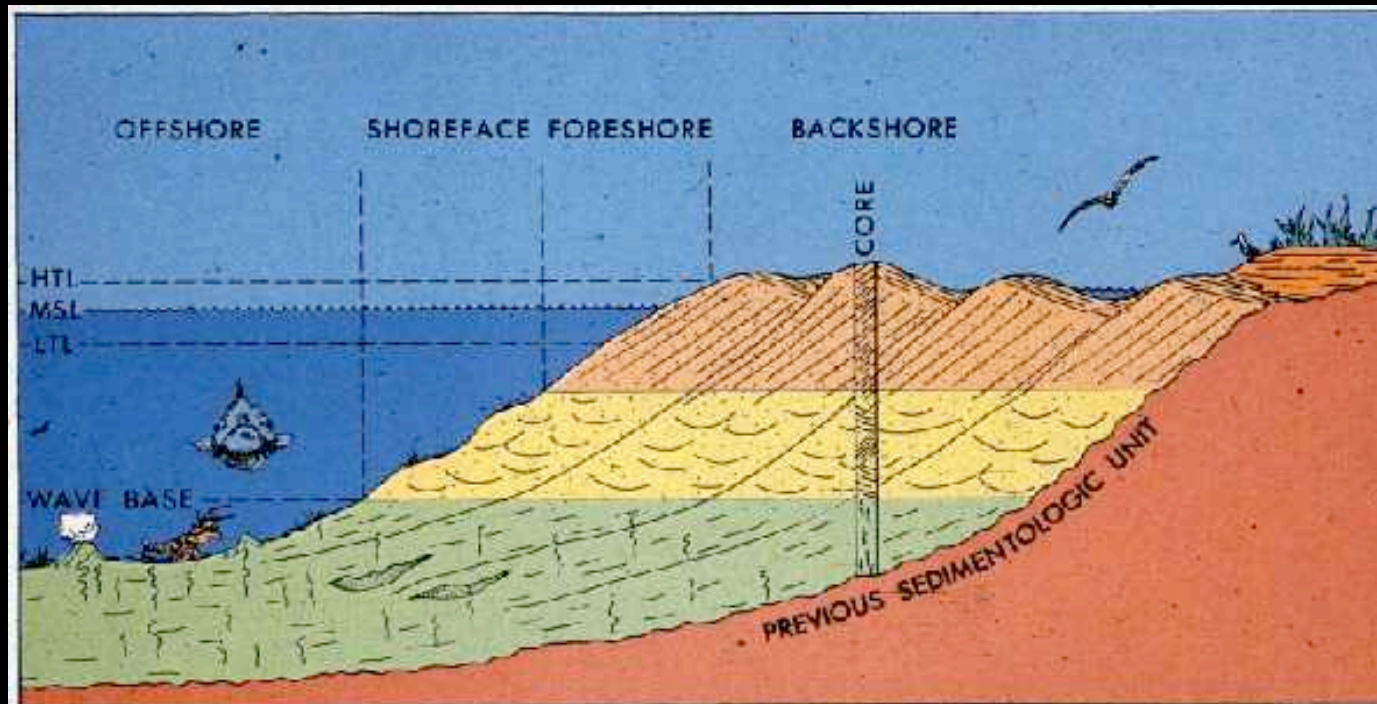 OFFSHORE SHOREFACE FORESHORE BACKSHORE
CORE
HTL
MSL
LTL
WAVE BASE
PREVIOUS SEDIMENTOLOGIC UNIT